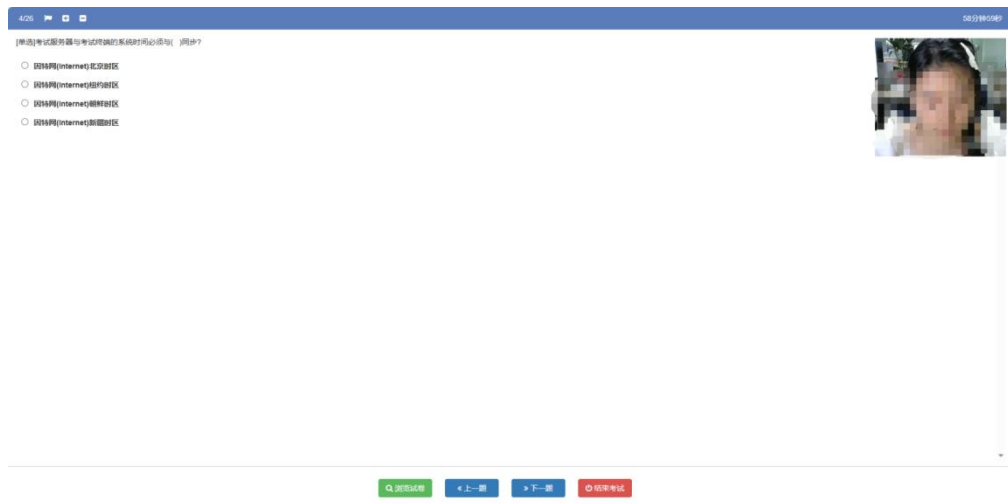 4/26
58分钟59秒
[单选]考试服务器与考试终端的系统时间必须与( )同步?
因特网(Internet)北京时区
因特网(Internet)纽约时区
因特网(Internet)朝鲜时区
因特网(Internet)新疆时区
浏览试卷
«上一题
»下一题
结束考试